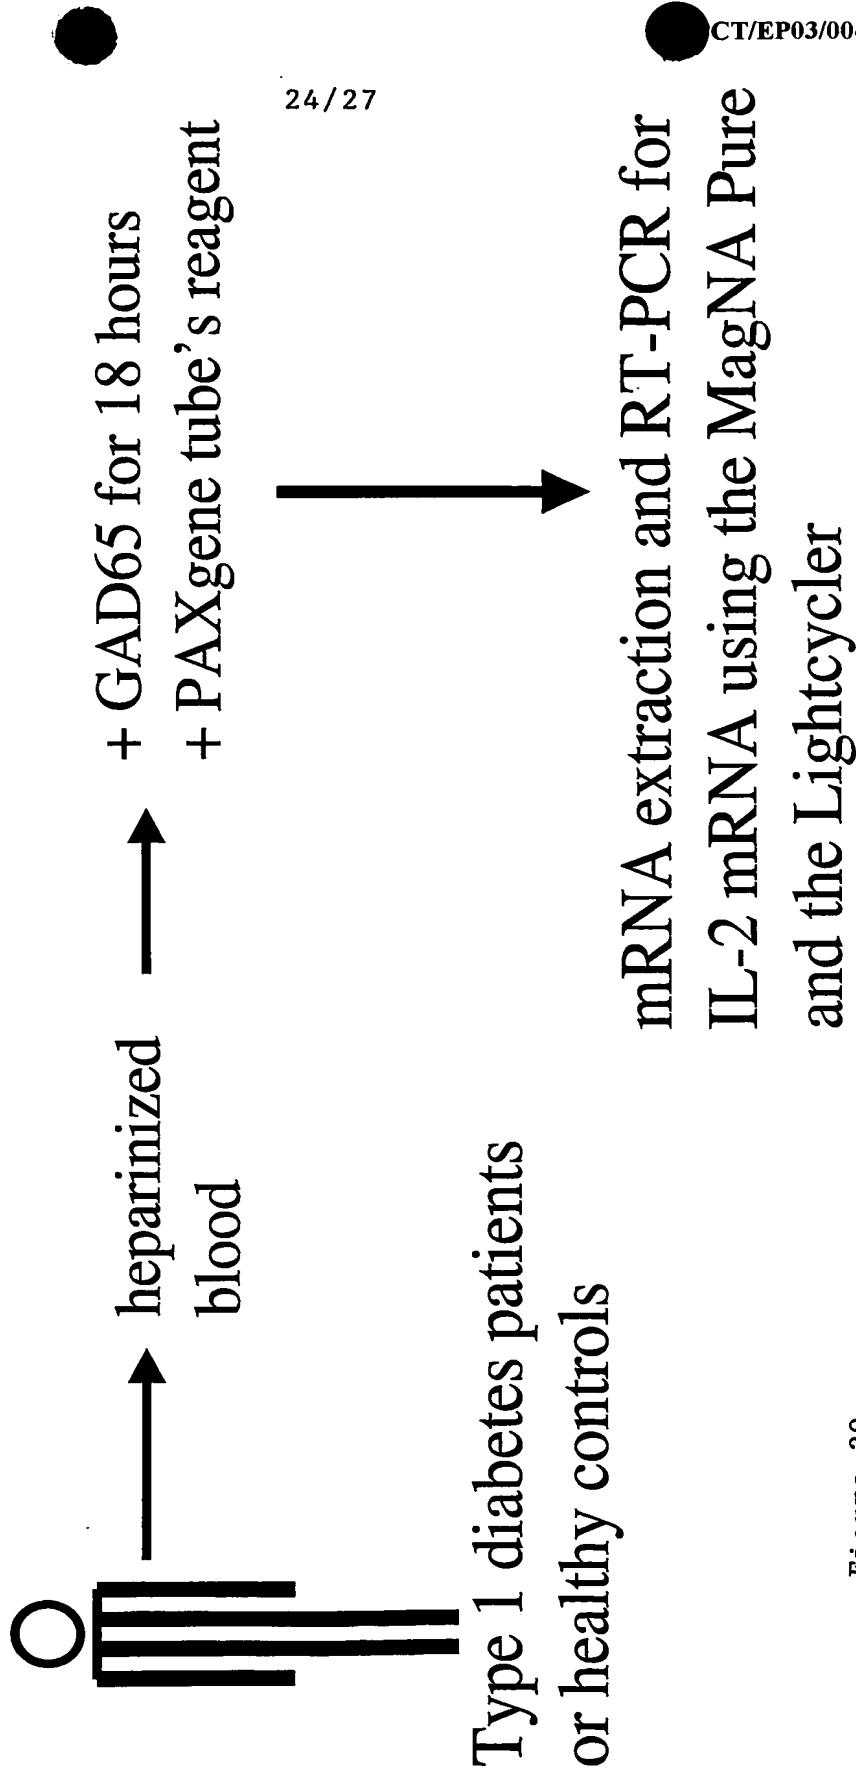 24/27
CT/EP03/00
heparinized
blood
+ GAD65 for 18 hours
+ PAXgene tube's reagent
Type 1 diabetes patients
or healthy controls
mRNA extraction and RT-PCR for
IL-2 mRNA using the MagNA Pure
and the Lightcycler